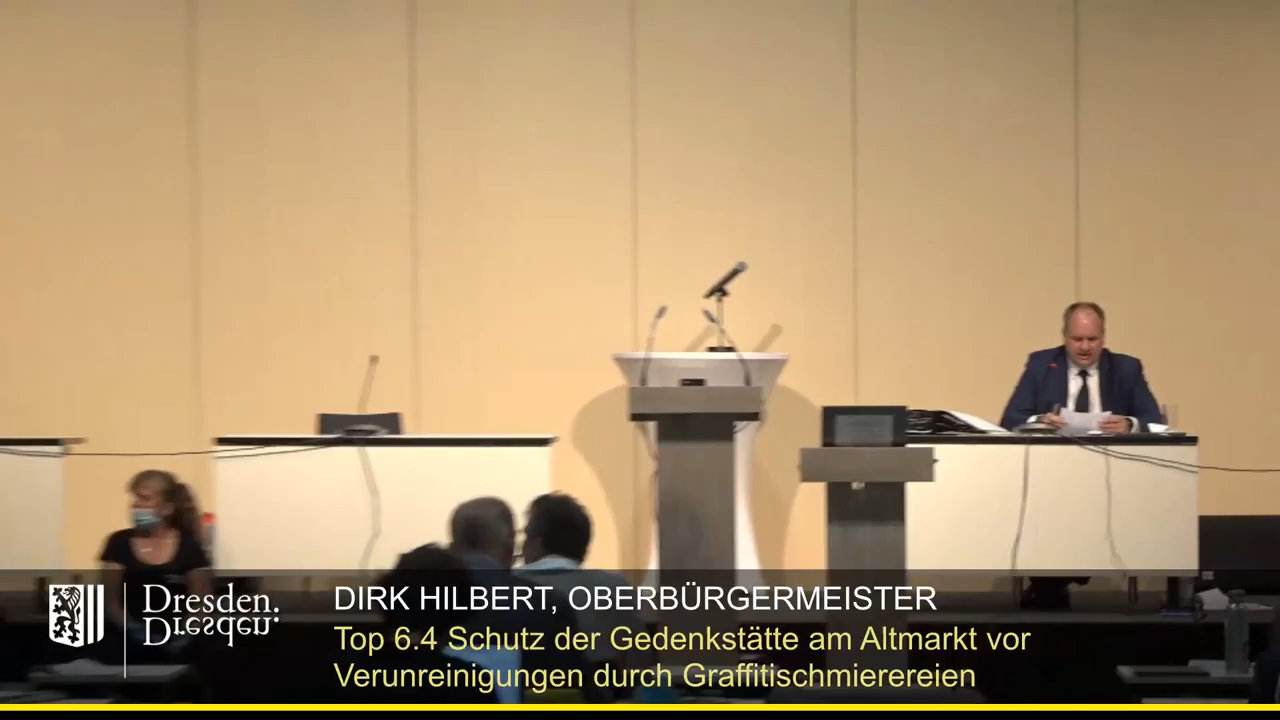 Dresden.
Dresden.
DIRK HILBERT, OBERBÜRGERMEISTER
Top 6.4 Schutz der Gedenkstätte am Altmarkt vor
Verunreinigungen durch Graffitischmierereien